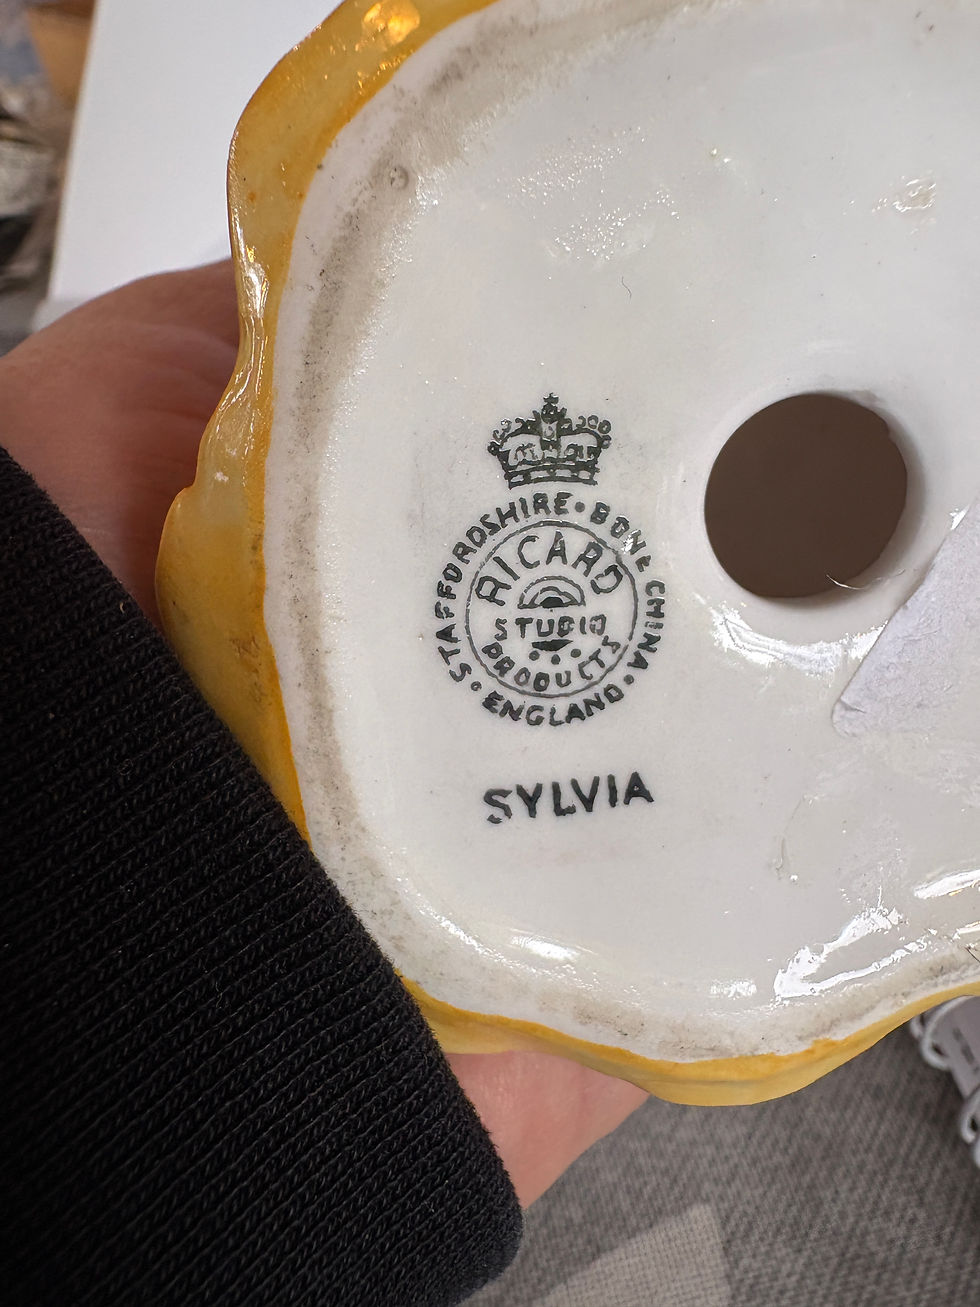 STAFFORDSHIRE • BONE CHINA • ENGLAND •
RICARD
STUDIO
PRODUCTS
SYLVIA